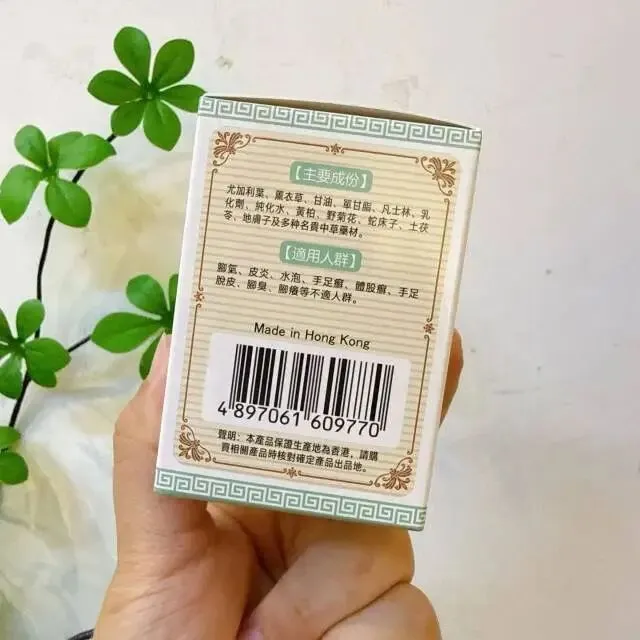 【主要成份】
尤加利葉、薰衣草、甘油、單甘脂、凡士林、乳
化劑、純化水、黃柏、野菊花、蛇床子、土茯
苓、地膚子及多种名貴中草藥材。
【適用人群】
腳氣、皮炎、水泡、手足癬、體股癬、手足
脫皮、腳臭、腳癢等不適人群。
Made in Hong Kong
4 897061 609770
聲明：本產品保證生產地為香港，請購
買相關產品時核對確定產品出品地。